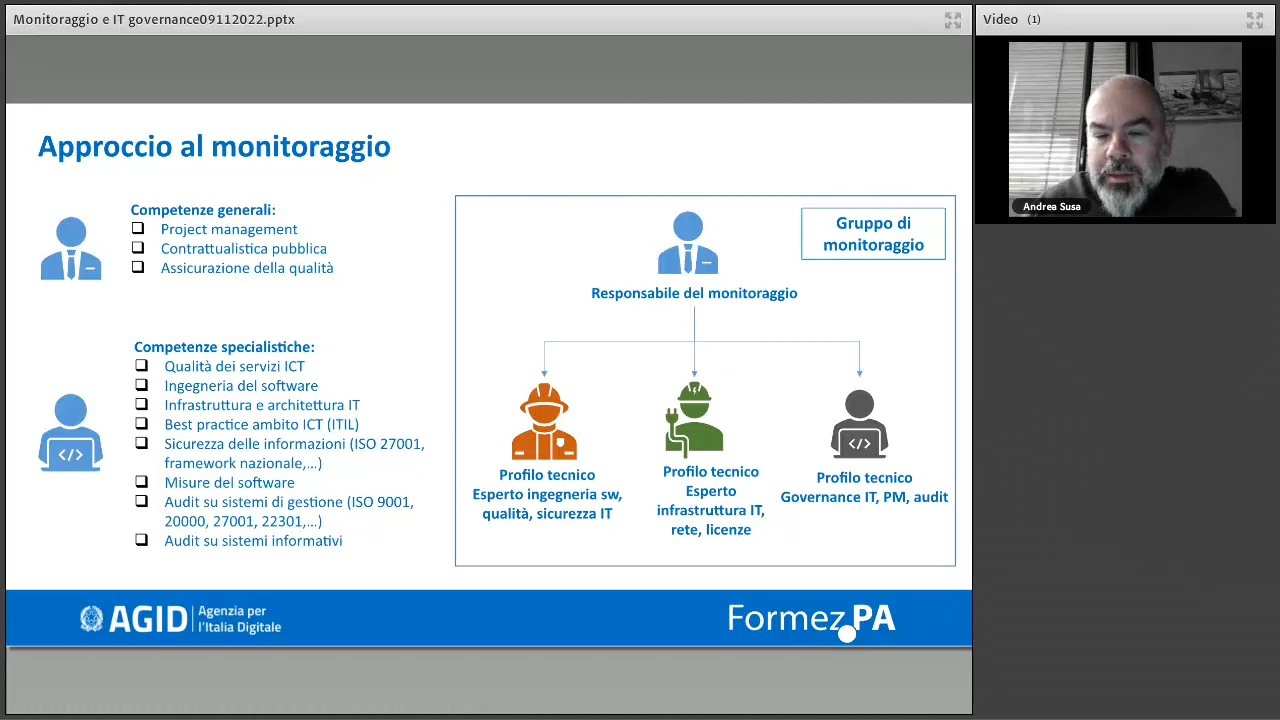 Monitoraggio e IT governance09112022.pptx
Video (1)
Andrea Susa
Approccio al monitoraggio
Competenze generali:
Project management
Contrattualistica pubblica
Assicurazione della qualità
Competenze specialistiche:
Qualità dei servizi ICT
Ingegneria del software
Infrastruttura e architettura IT
Best practice ambito ICT (ITIL)
Sicurezza delle informazioni (ISO 27001,
framework nazionale,...)
Misure del software
Audit su sistemi di gestione (ISO 9001,
20000, 27001, 22301,...)
Audit su sistemi informativi
</>
Gruppo di
monitoraggio
Responsabile del monitoraggio
Profilo tecnico
Esperto ingegneria sw,
qualità, sicurezza IT
Profilo tecnico
Esperto
infrastruttura IT,
rete, licenze
</>
Profilo tecnico
Governance IT, PM, audit
AGID
Agenzia per
l'Italia Digitale
Formez PA